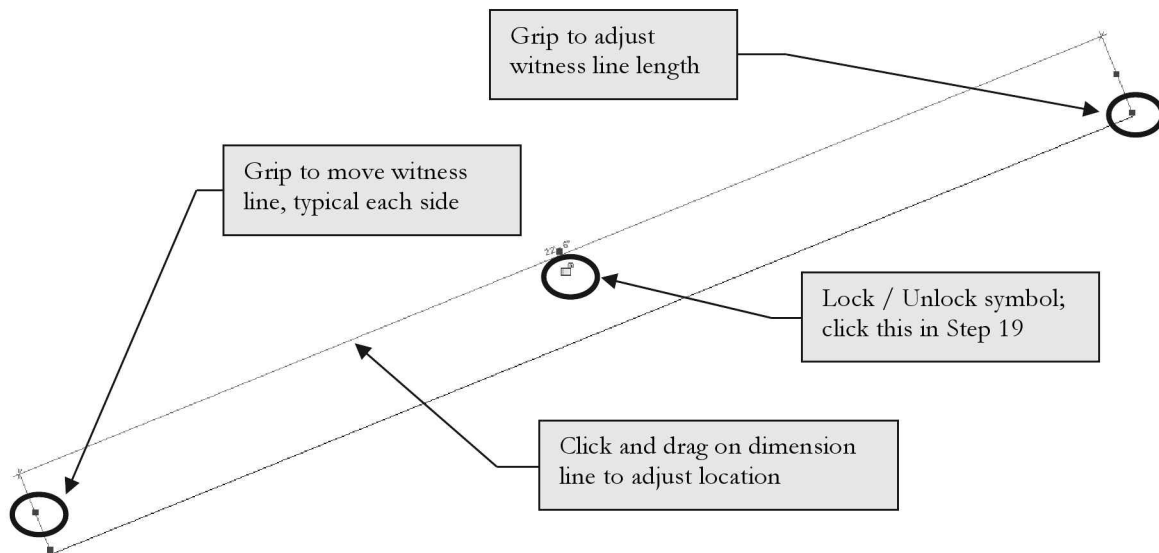 Grip to adjust
witness line length
Grip to move witness
line, typical each side
Lock / Unlock symbol;
click this in Step 19
Click and drag on dimension
line to adjust location